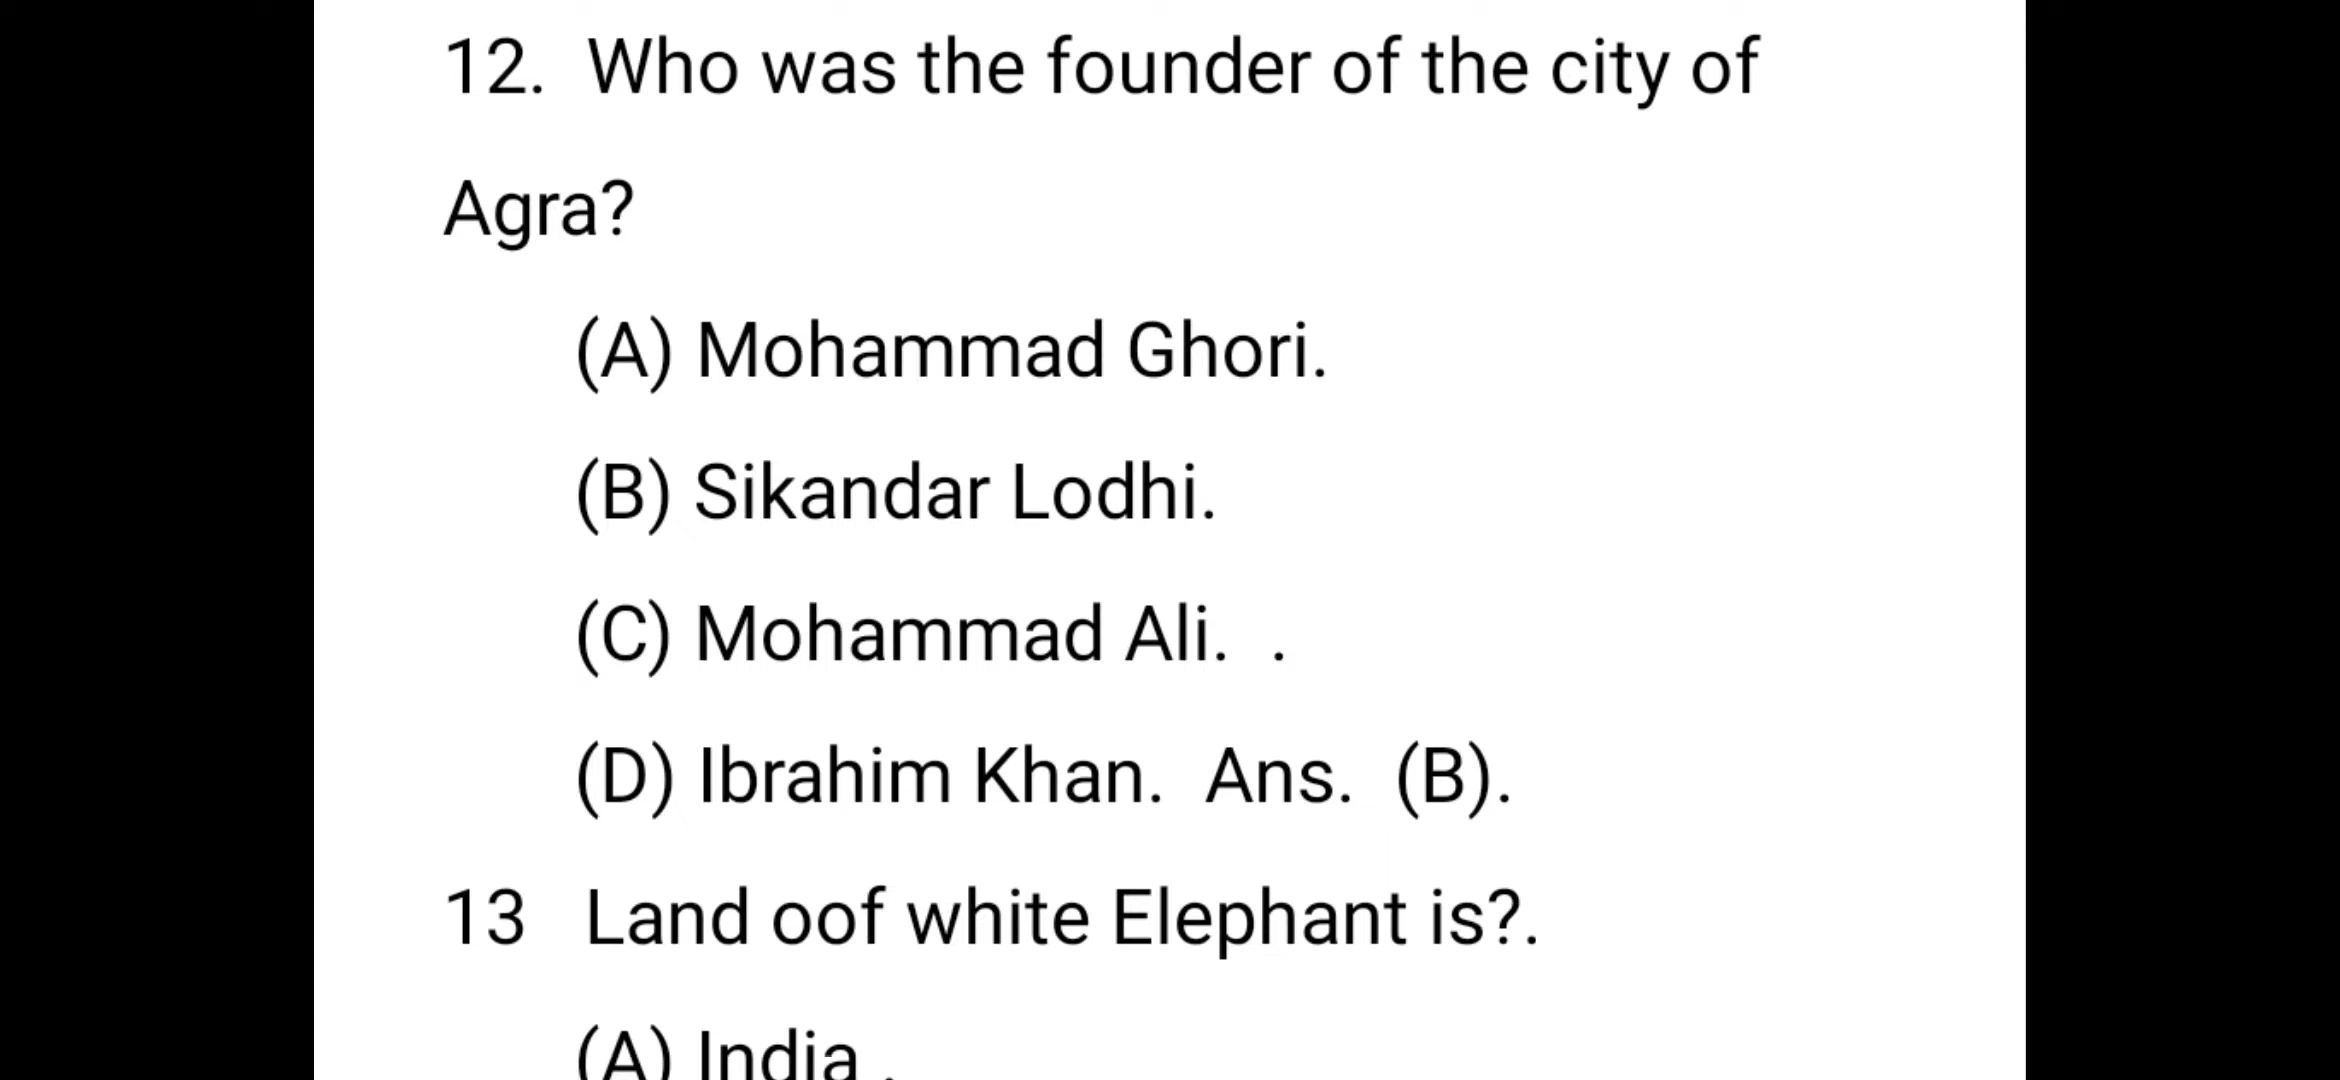 12.  Who was the founder of the city of
Agra?
(A) Mohammad Ghori.
(B) Sikandar Lodhi.
(C) Mohammad Ali.  .
(D) Ibrahim Khan.  Ans.  (B).
13   Land oof white Elephant is?.
(A) India .